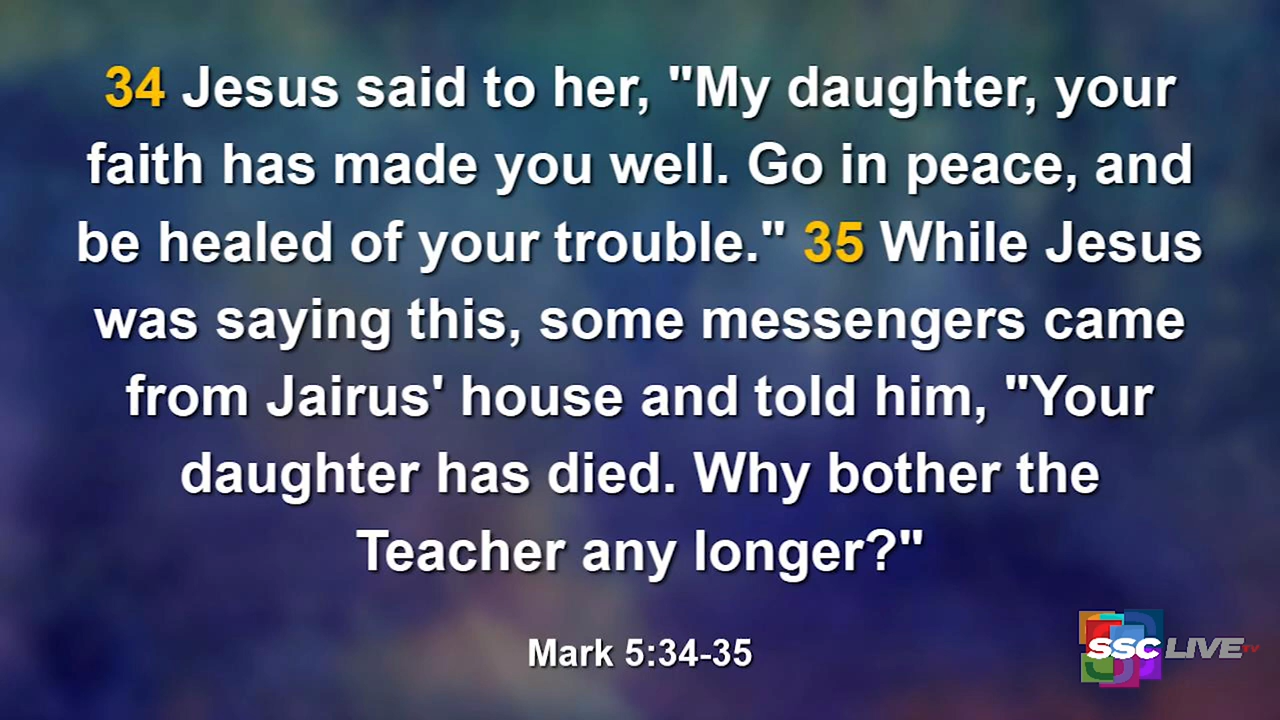 34 Jesus said to her, "My daughter, your
faith has made you well. Go in peace, and
be healed of your trouble." 35 While Jesus
was saying this, some messengers came
from Jairus' house and told him, "Your
daughter has died. Why bother the
Teacher any longer?"
Mark 5:34-35
SSC LIVE TV